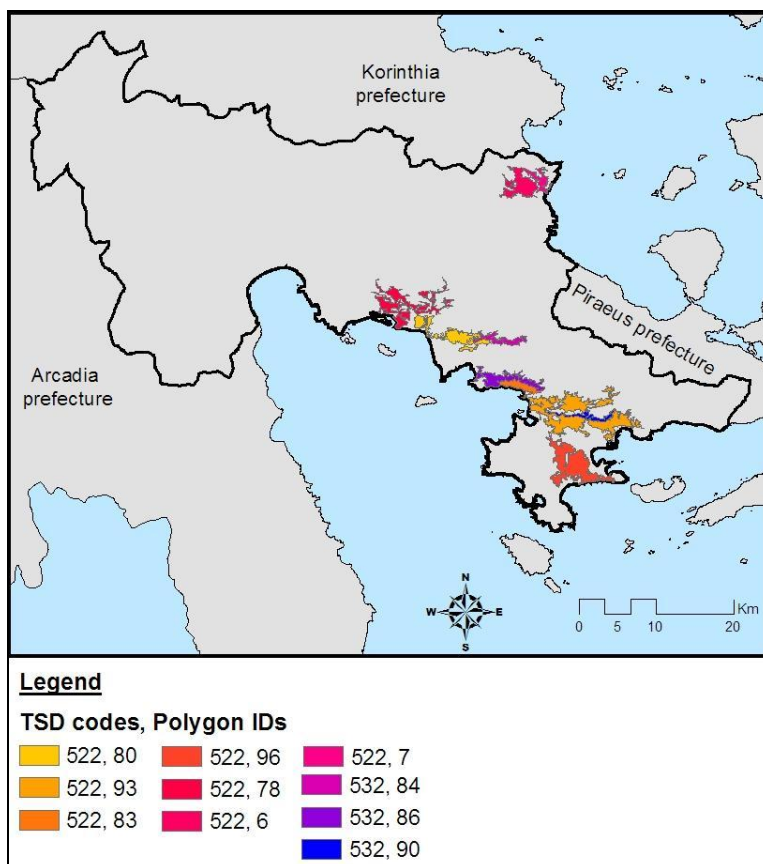 Korinthia
prefecture
Piraeus prefecture
Arcadia
prefecture
N
W E
S
Km
0 5 10 20
Legend
TSD codes, Polygon IDs
522, 80 522, 96 522, 7
522, 93 522, 78 532, 84
522, 83 522, 6 532, 86
532, 90